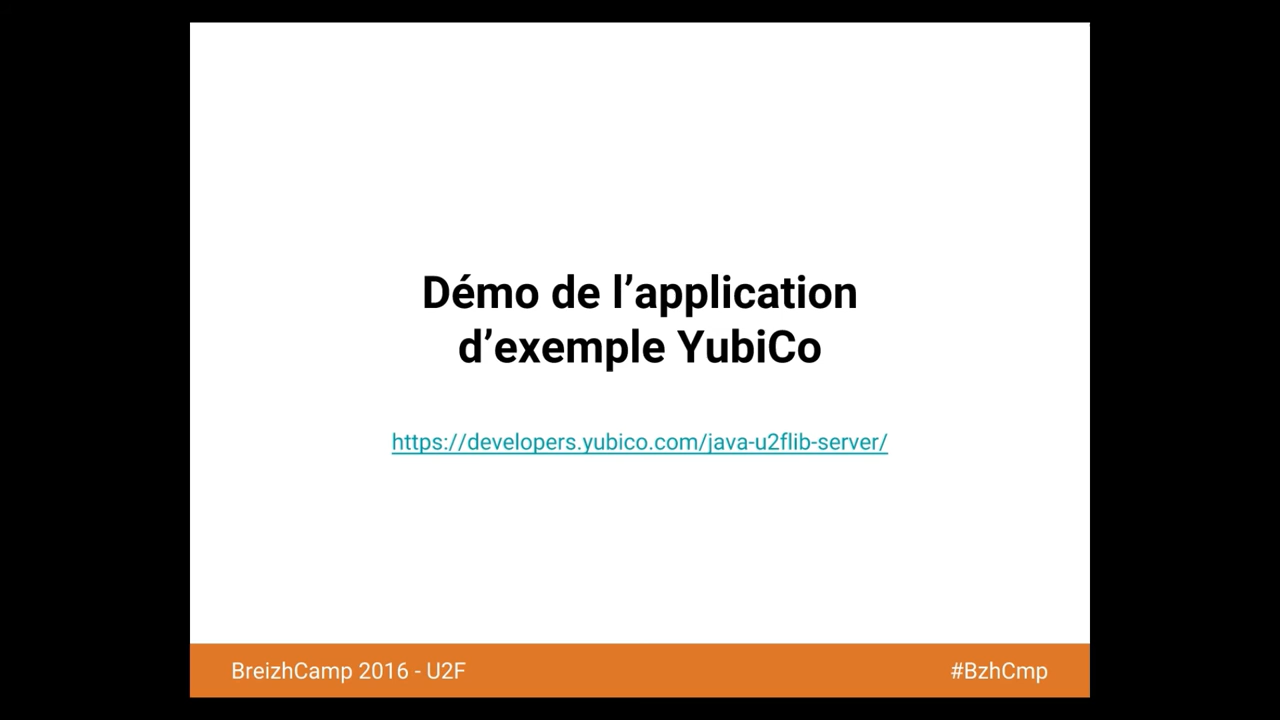 Démo de l’application
d’exemple YubiCo
https://developers.yubico.com/java-u2flib-server/
BreizhCamp 2016 - U2F
#BzhCmp